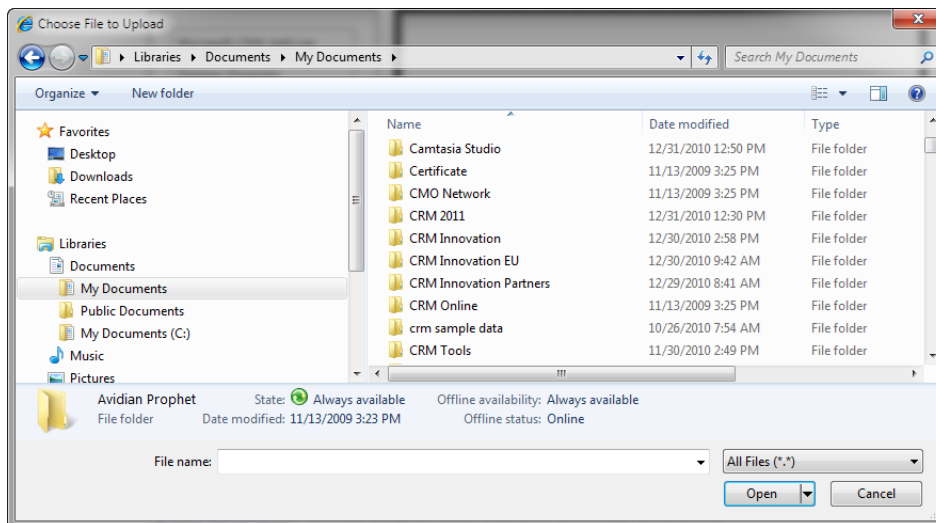 Choose File to Upload
Libraries Documents My Documents
Search My Documents
Organize New folder
Favorites
Desktop
Downloads
Recent Places
Libraries
Documents
My Documents
Public Documents
My Documents (C:)
Music
Pictures
Name Date modified Type
Camtasia Studio 12/31/2010 12:50 PM File folder
Certificate 11/13/2009 3:25 PM File folder
CMO Network 11/13/2009 3:25 PM File folder
CRM 2011 12/31/2010 12:30 PM File folder
CRM Innovation 12/30/2010 2:58 PM File folder
CRM Innovation EU 12/30/2010 9:42 AM File folder
CRM Innovation Partners 12/29/2010 8:41 AM File folder
CRM Online 11/13/2009 3:25 PM File folder
crm sample data 10/26/2010 7:54 AM File folder
CRM Tools 11/30/2010 2:49 PM File folder
Avidian Prophet State: Always available Offline availability: Always available
File folder Date modified: 11/13/2009 3:23 PM Offline status: Online
File name: All Files (*.*)
Open Cancel